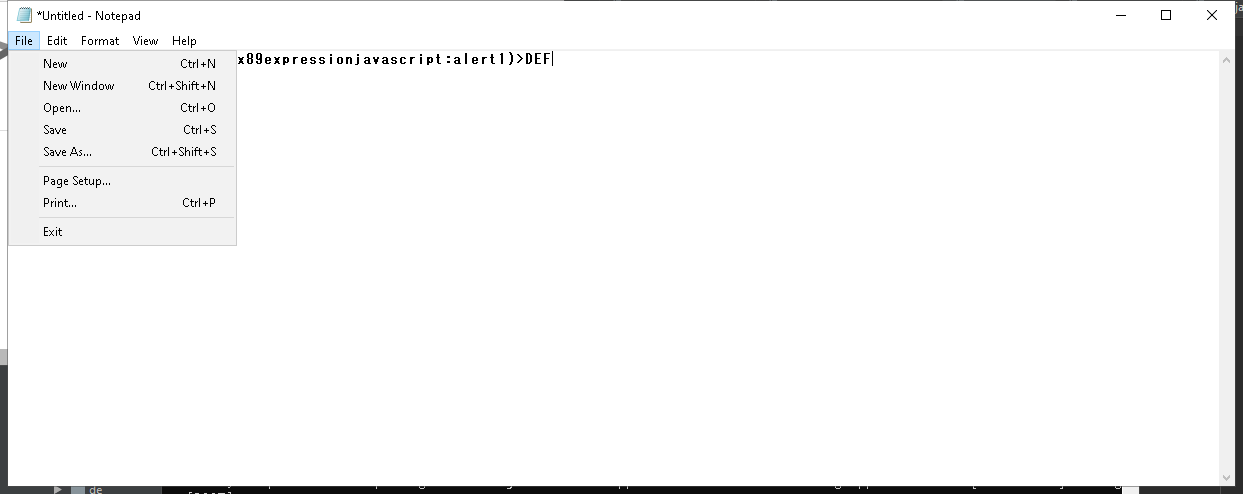 *Untitled - Notepad
File Edit Format View Help
x89expressionjavascript:alert1)>DEF
New Ctrl+N
New Window Ctrl+Shift+N
Open... Ctrl+O
Save Ctrl+S
Save As... Ctrl+Shift+S
Page Setup...
Print... Ctrl+P
Exit
de